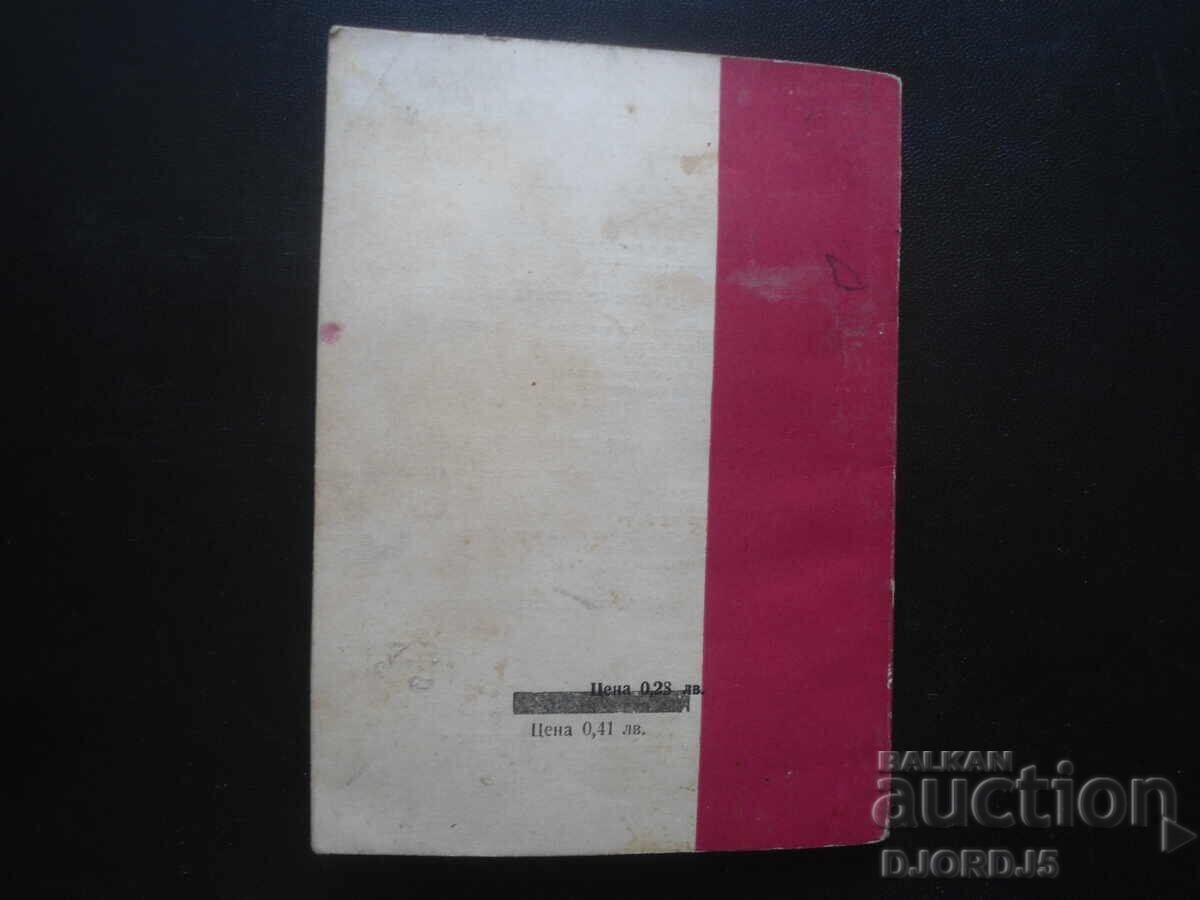 Цена 0,28 лв.
Цена 0,41 лв.
BALKAN
auction
DJORDJ5